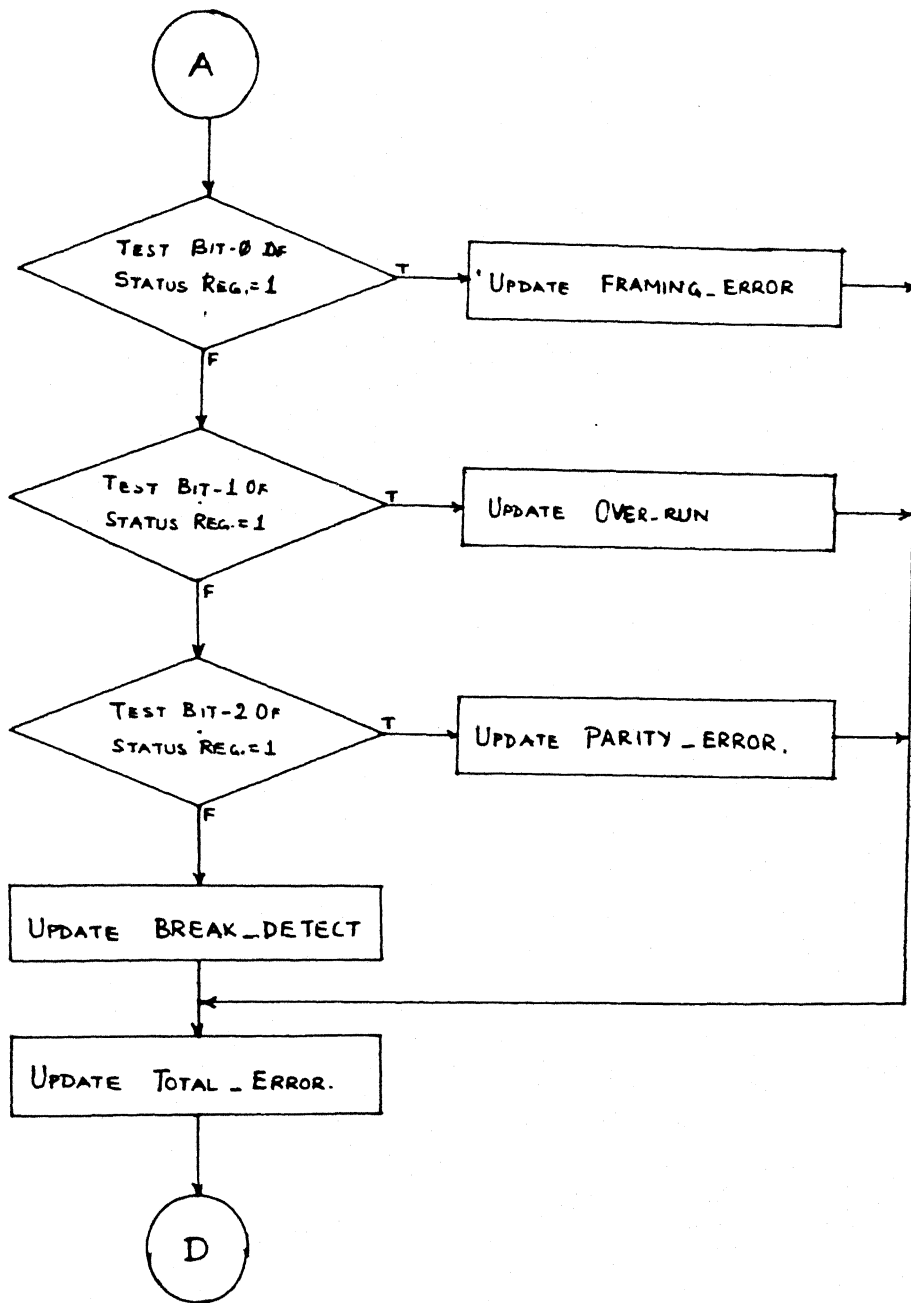 A
TEST BIT-Ø OF
STATUS REG.=1
T
UPDATE FRAMING_ERROR
F
TEST BIT-1 OF
STATUS REG.=1
T
UPDATE OVER-RUN
F
TEST BIT-2 OF
STATUS REG.=1
T
UPDATE PARITY_ERROR.
F
UPDATE BREAK_DETECT
UPDATE TOTAL_ERROR.
D